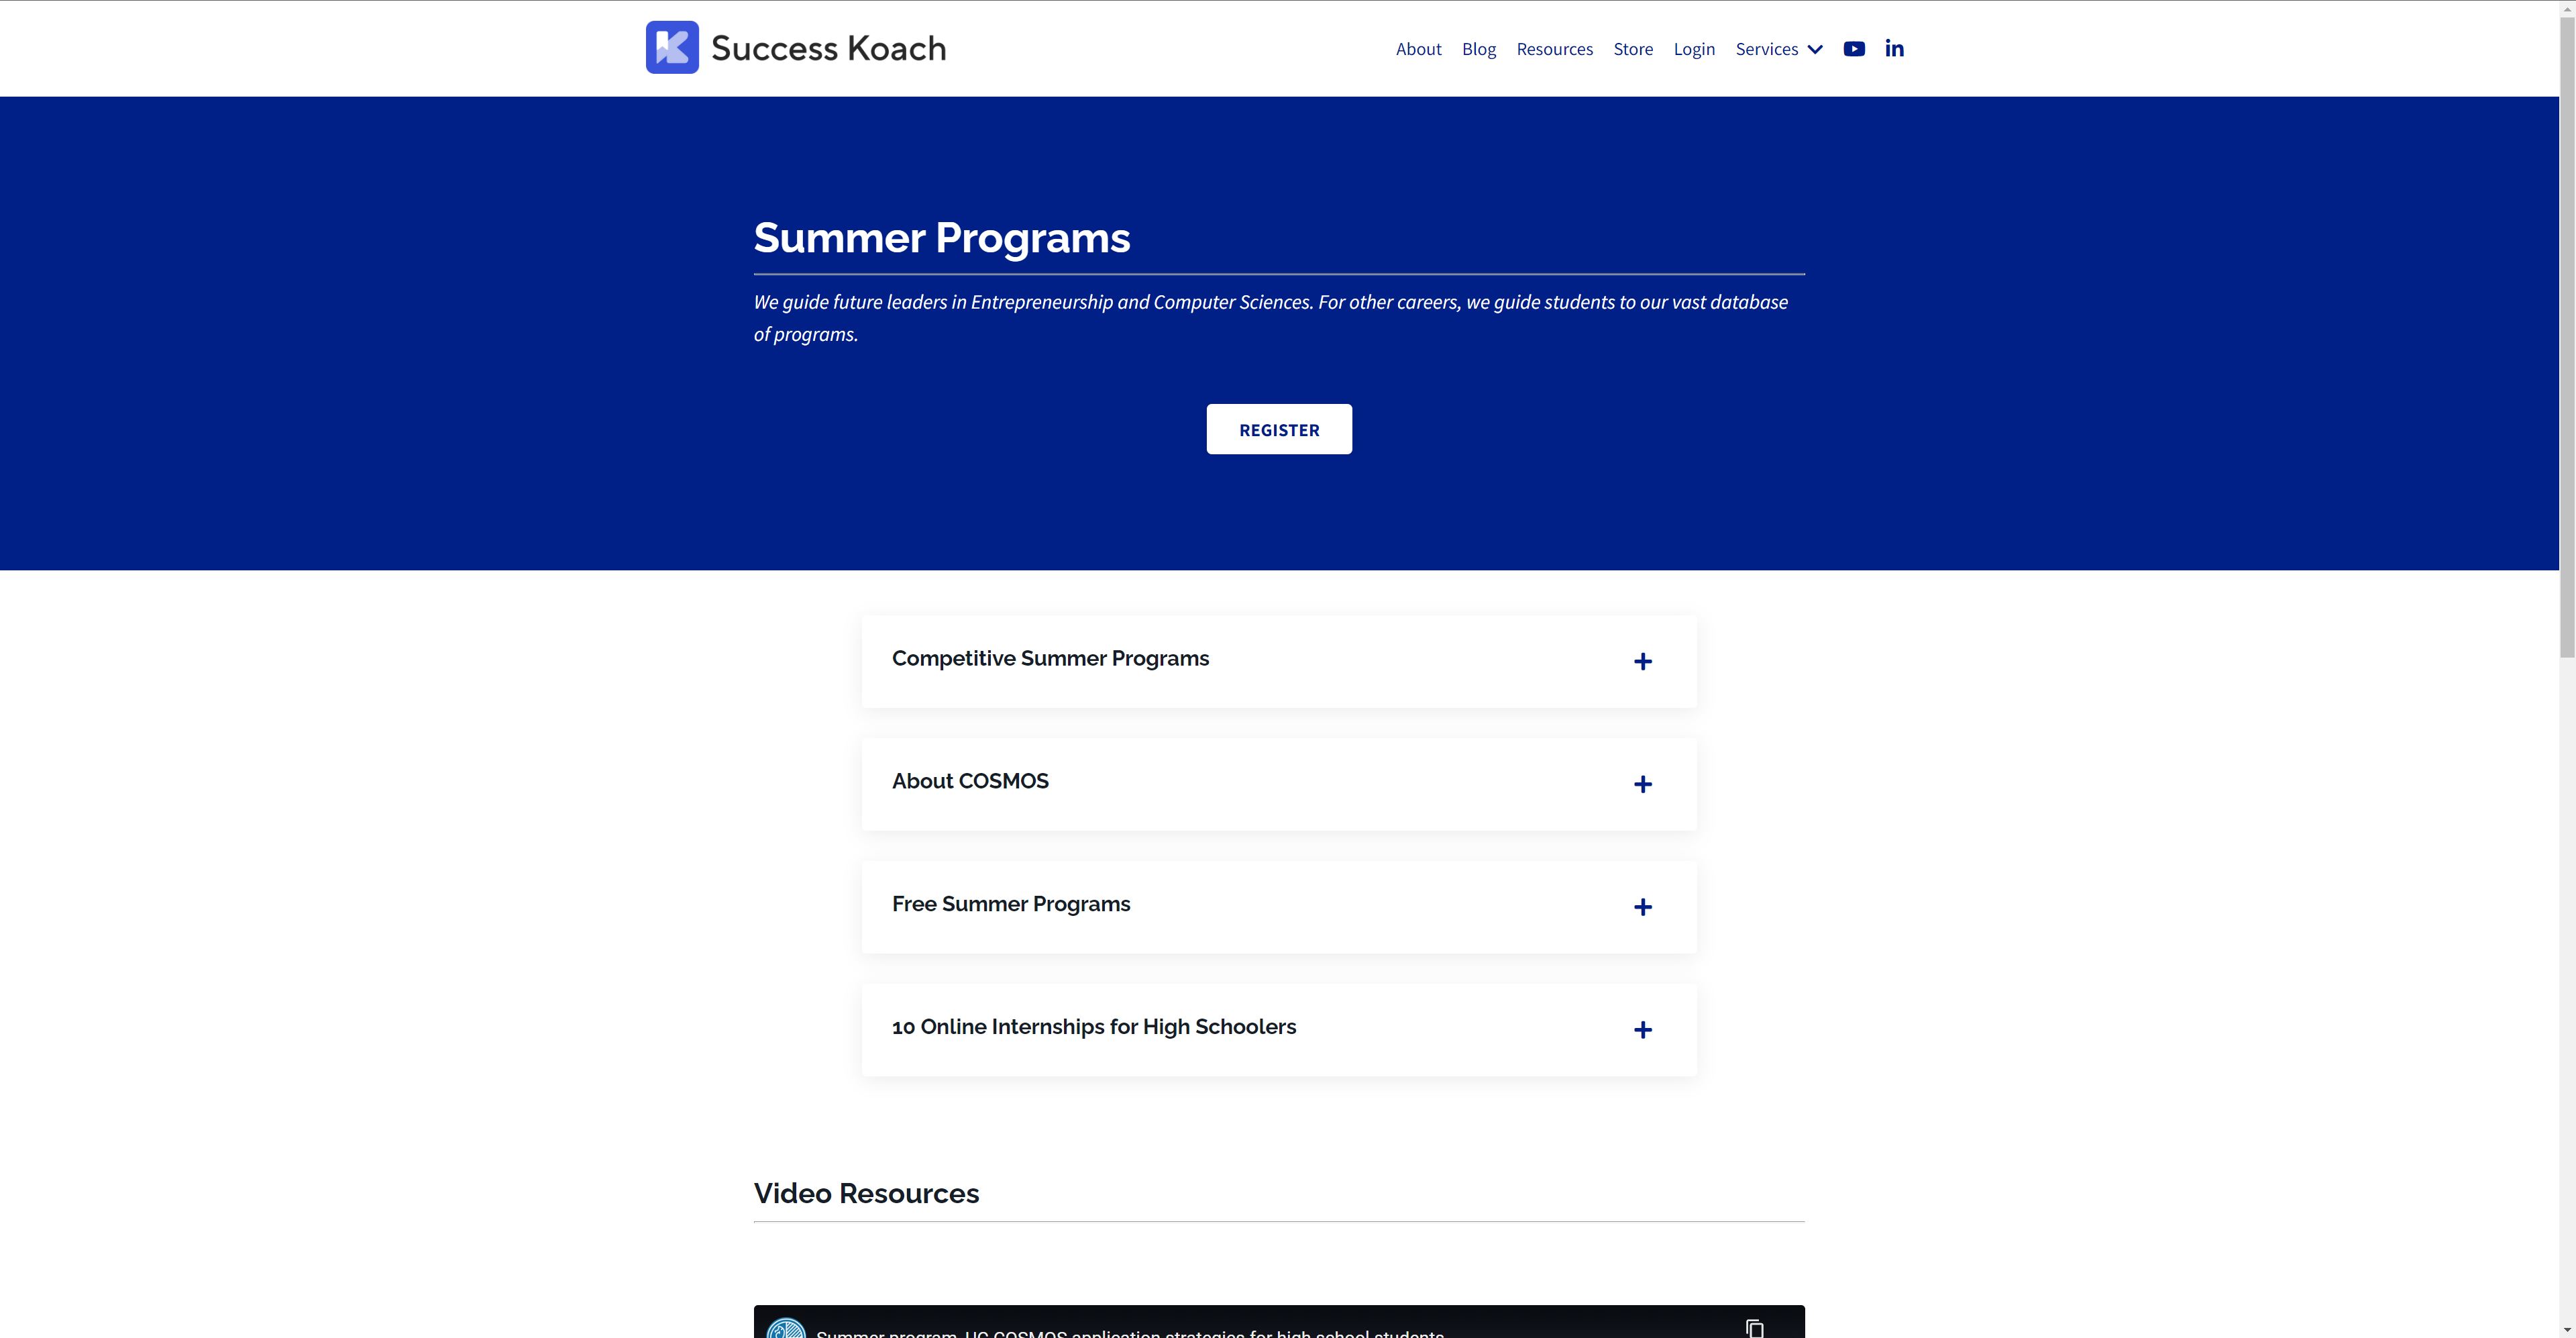 Success Koach
About Blog Resources Store Login Services
Summer Programs
We guide future leaders in Entrepreneurship and Computer Sciences. For other careers, we guide students to our vast database
of programs.
REGISTER
Competitive Summer Programs
About COSMOS
Free Summer Programs
10 Online Internships for High Schoolers
Video Resources
Summer program, UC COSMOS application strategies for high school students